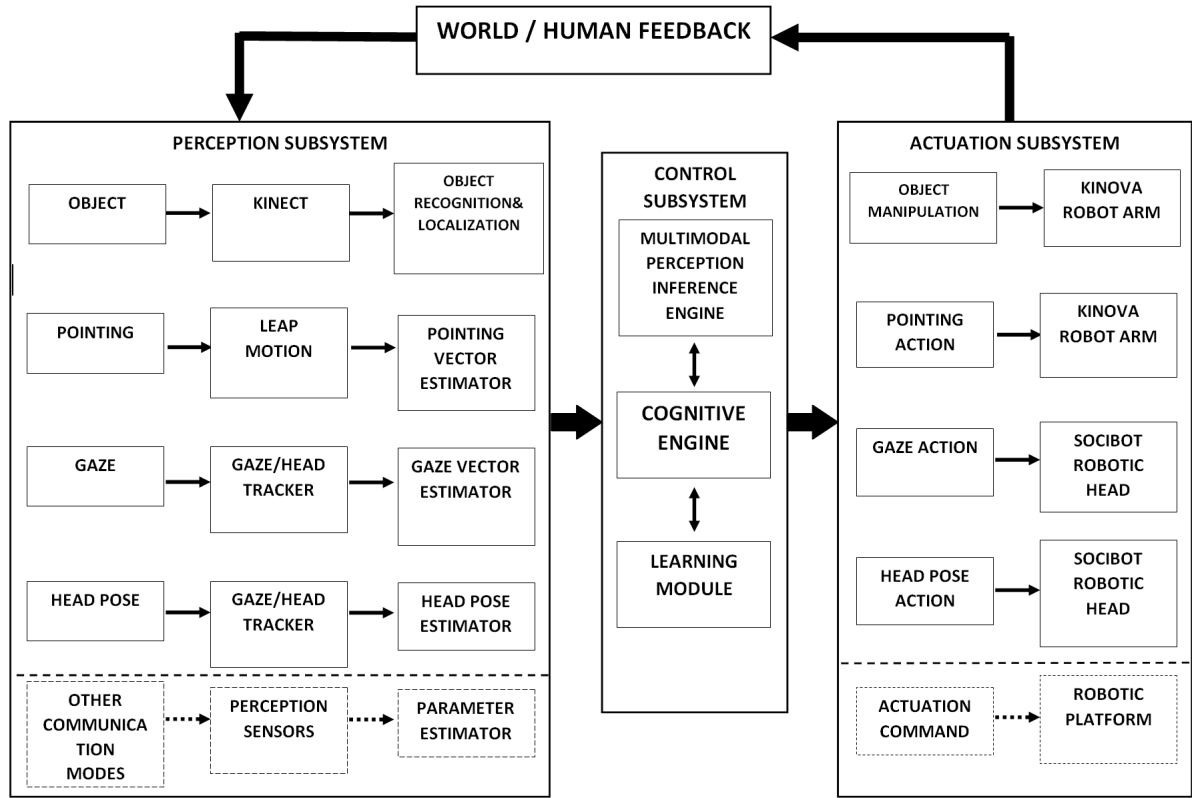 WORLD / HUMAN FEEDBACK
PERCEPTION SUBSYSTEM
OBJECT
KINECT
OBJECT
RECOGNITION&
LOCALIZATION
POINTING
LEAP
MOTION
POINTING
VECTOR
ESTIMATOR
GAZE
GAZE/HEAD
TRACKER
GAZE VECTOR
ESTIMATOR
HEAD POSE
GAZE/HEAD
TRACKER
HEAD POSE
ESTIMATOR
OTHER
COMMUNICA
TION
MODES
PERCEPTION
SENSORS
PARAMETER
ESTIMATOR
CONTROL
SUBSYSTEM
MULTIMODAL
PERCEPTION
INFERENCE
ENGINE
COGNITIVE
ENGINE
LEARNING
MODULE
ACTUATION SUBSYSTEM
OBJECT
MANIPULATION
KINOVA
ROBOT ARM
POINTING
ACTION
KINOVA
ROBOT ARM
GAZE ACTION
SOCIBOT
ROBOTIC
HEAD
HEAD POSE
ACTION
SOCIBOT
ROBOTIC
HEAD
ACTUATION
COMMAND
ROBOTIC
PLATFORM